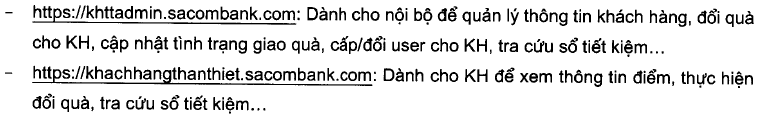 - https://khttadmin.sacombank.com: Dành cho nội bộ để quản lý thông tin khách hàng, đổi quà
cho KH, cập nhật tình trạng giao quà, cấp/đổi user cho KH, tra cứu sổ tiết kiệm...
- https://khachhangthanthiet.sacombank.com: Dành cho KH để xem thông tin điểm, thực hiện
đổi quà, tra cứu sổ tiết kiệm...